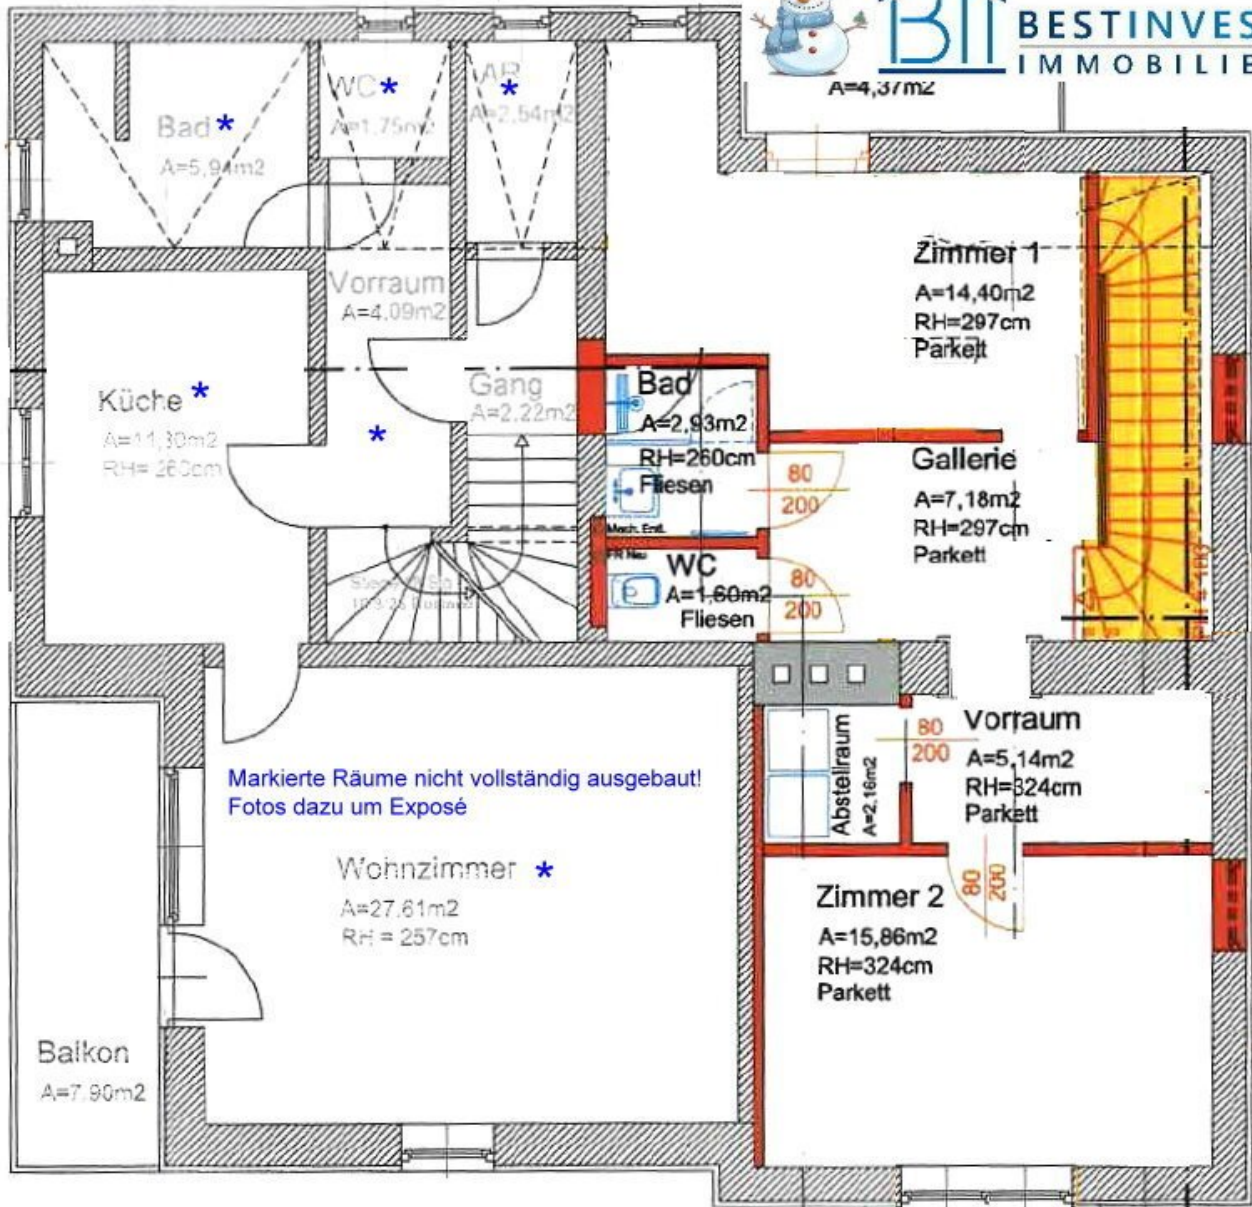 BESTINVES
IMMOBILIE
A=4,37m2
WC *
A=1,75m2
AR
*
A=2,54m2
Bad *
A=5,94m2
Vorraum
A=4,09m2
*
Zimmer 1
A=14,40m2
RH=297cm
Parkett
Küche *
A=11,30m2
RH= 260cm
Gang
A=2,22m2
Bad
A=2,93m2
RH=260cm
Fliesen
80
200
Gallerie
A=7,18m2
RH=297cm
Parkett
WC
A=1,60m2
Fliesen
80
200
Abstellraum
A=2,16m2
80
200
Vorraum
A=5,14m2
RH=324cm
Parkett
Markierte Räume nicht vollständig ausgebaut!
Fotos dazu um Exposé
Wohnzimmer *
A=27,61m2
RH = 257cm
80
200
Zimmer 2
A=15,86m2
RH=324cm
Parkett
Balkon
A=7,90m2